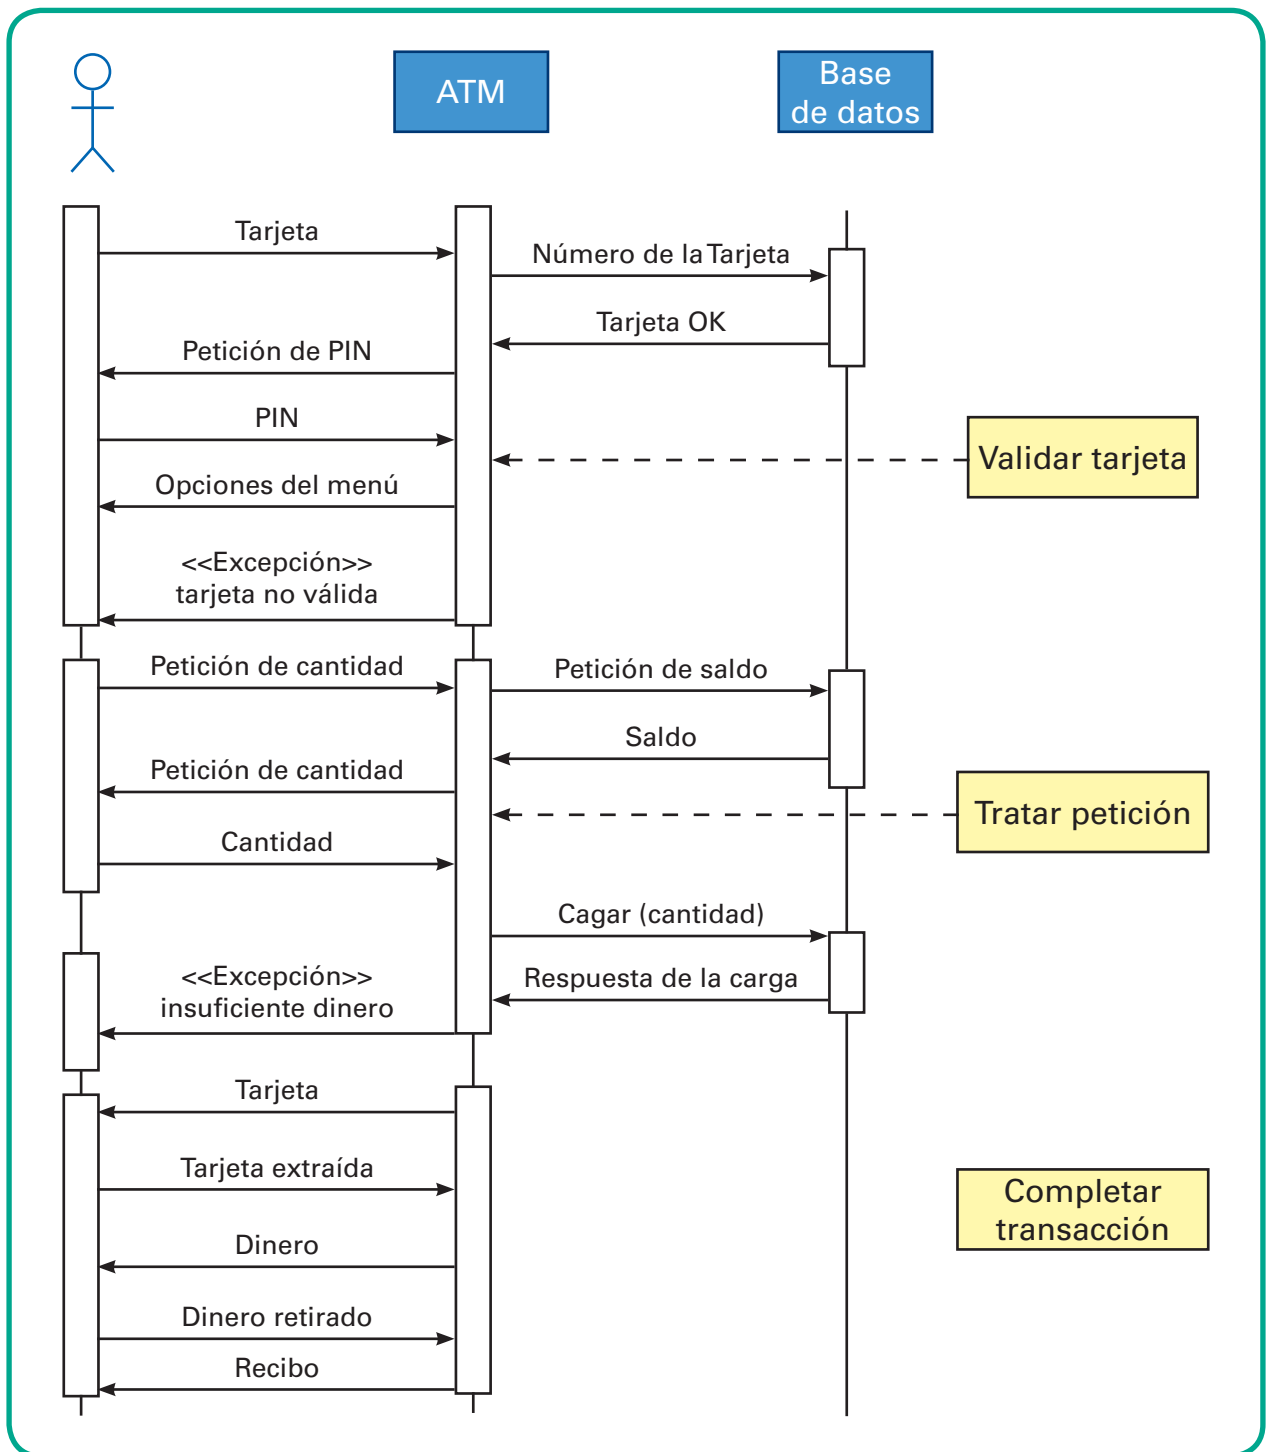 ATM
Base
de datos
Tarjeta
Número de la Tarjeta
Tarjeta OK
Petición de PIN
PIN
Validar tarjeta
Opciones del menú
<<Excepción>>
tarjeta no válida
Petición de cantidad
Petición de saldo
Saldo
Petición de cantidad
Tratar petición
Cantidad
Cagar (cantidad)
<<Excepción>>
insuficiente dinero
Respuesta de la carga
Tarjeta
Tarjeta extraída
Completar
transacción
Dinero
Dinero retirado
Recibo